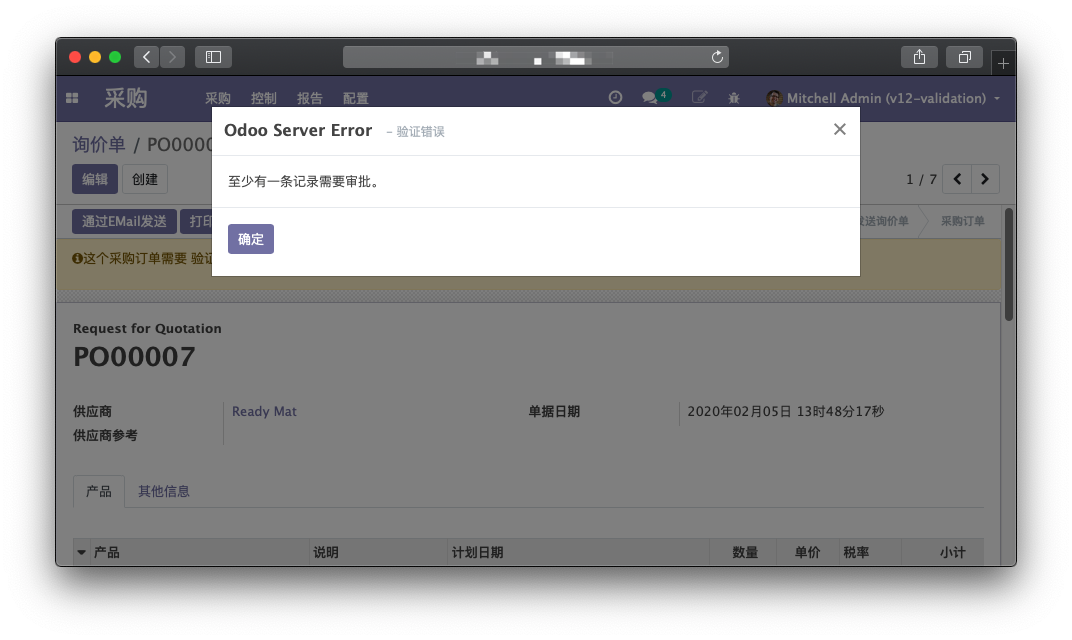 采购 采购 控制 报告 配置 4 Mitchell Admin (v12-validation)
Odoo Server Error - 验证错误
询价单 / PO0000
至少有一条记录需要审批。
编辑 创建 1 / 7
通过EMail发送 打印 送询价单 采购订单
确定
这个采购订单需要 验证
Request for Quotation
PO00007
供应商 Ready Mat 单据日期 2020年02月05日 13时48分17秒
供应商参考
产品 其他信息
产品 说明 计划日期 数量 单价 税率 小计